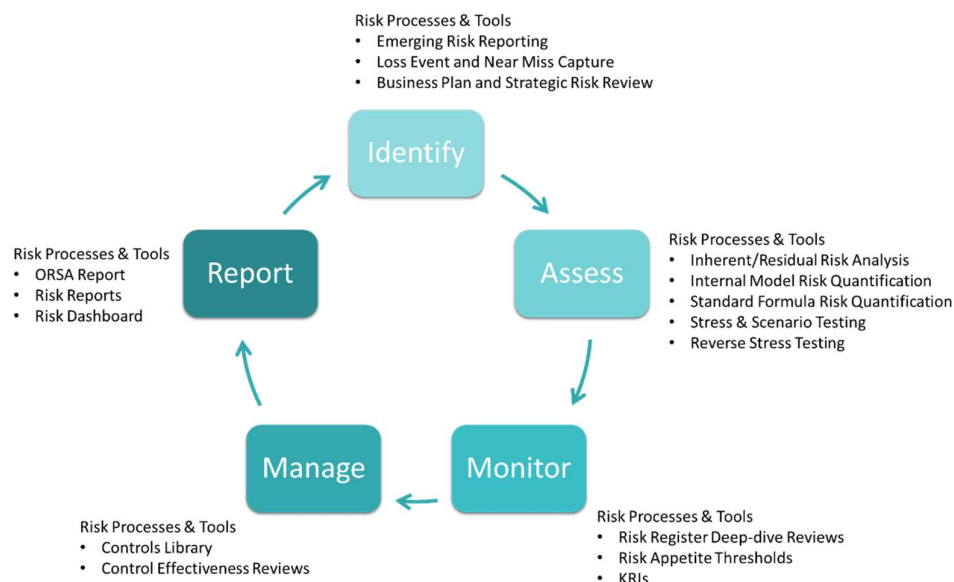 Risk Processes & Tools
• Emerging Risk Reporting
• Loss Event and Near Miss Capture
• Business Plan and Strategic Risk Review
Identify
Report
Risk Processes & Tools
• ORSA Report
• Risk Reports
• Risk Dashboard
Assess
Risk Processes & Tools
• Inherent/Residual Risk Analysis
• Internal Model Risk Quantification
• Standard Formula Risk Quantification
• Stress & Scenario Testing
• Reverse Stress Testing
Manage
Monitor
Risk Processes & Tools
• Controls Library
• Control Effectiveness Reviews
Risk Processes & Tools
• Risk Register Deep-dive Reviews
• Risk Appetite Thresholds
• KRIs